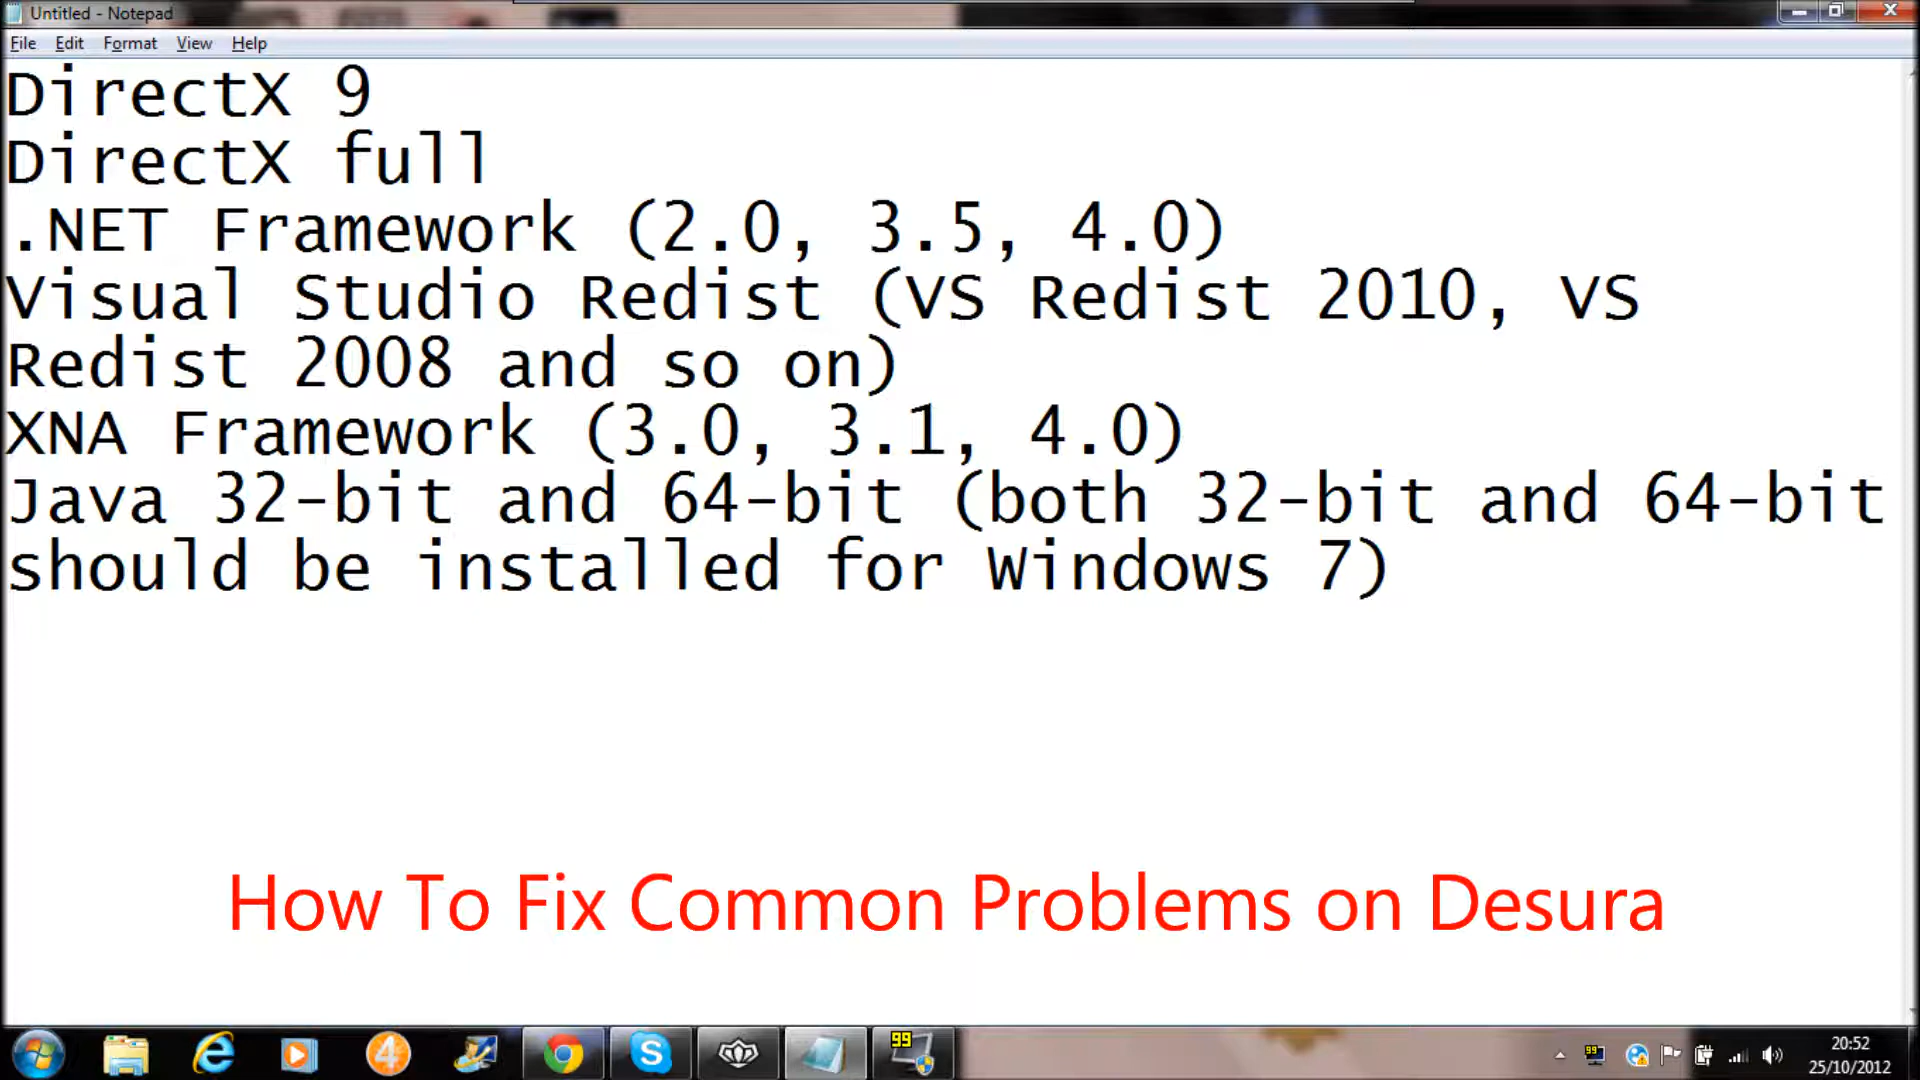 Untitled - Notepad
File Edit Format View Help
DirectX 9
DirectX full
.NET Framework (2.0, 3.5, 4.0)
Visual Studio Redist (VS Redist 2010, VS
Redist 2008 and so on)
XNA Framework (3.0, 3.1, 4.0)
Java 32-bit and 64-bit (both 32-bit and 64-bit
should be installed for Windows 7)
How To Fix Common Problems on Desura
4
S
99
99
20:52
25/10/2012